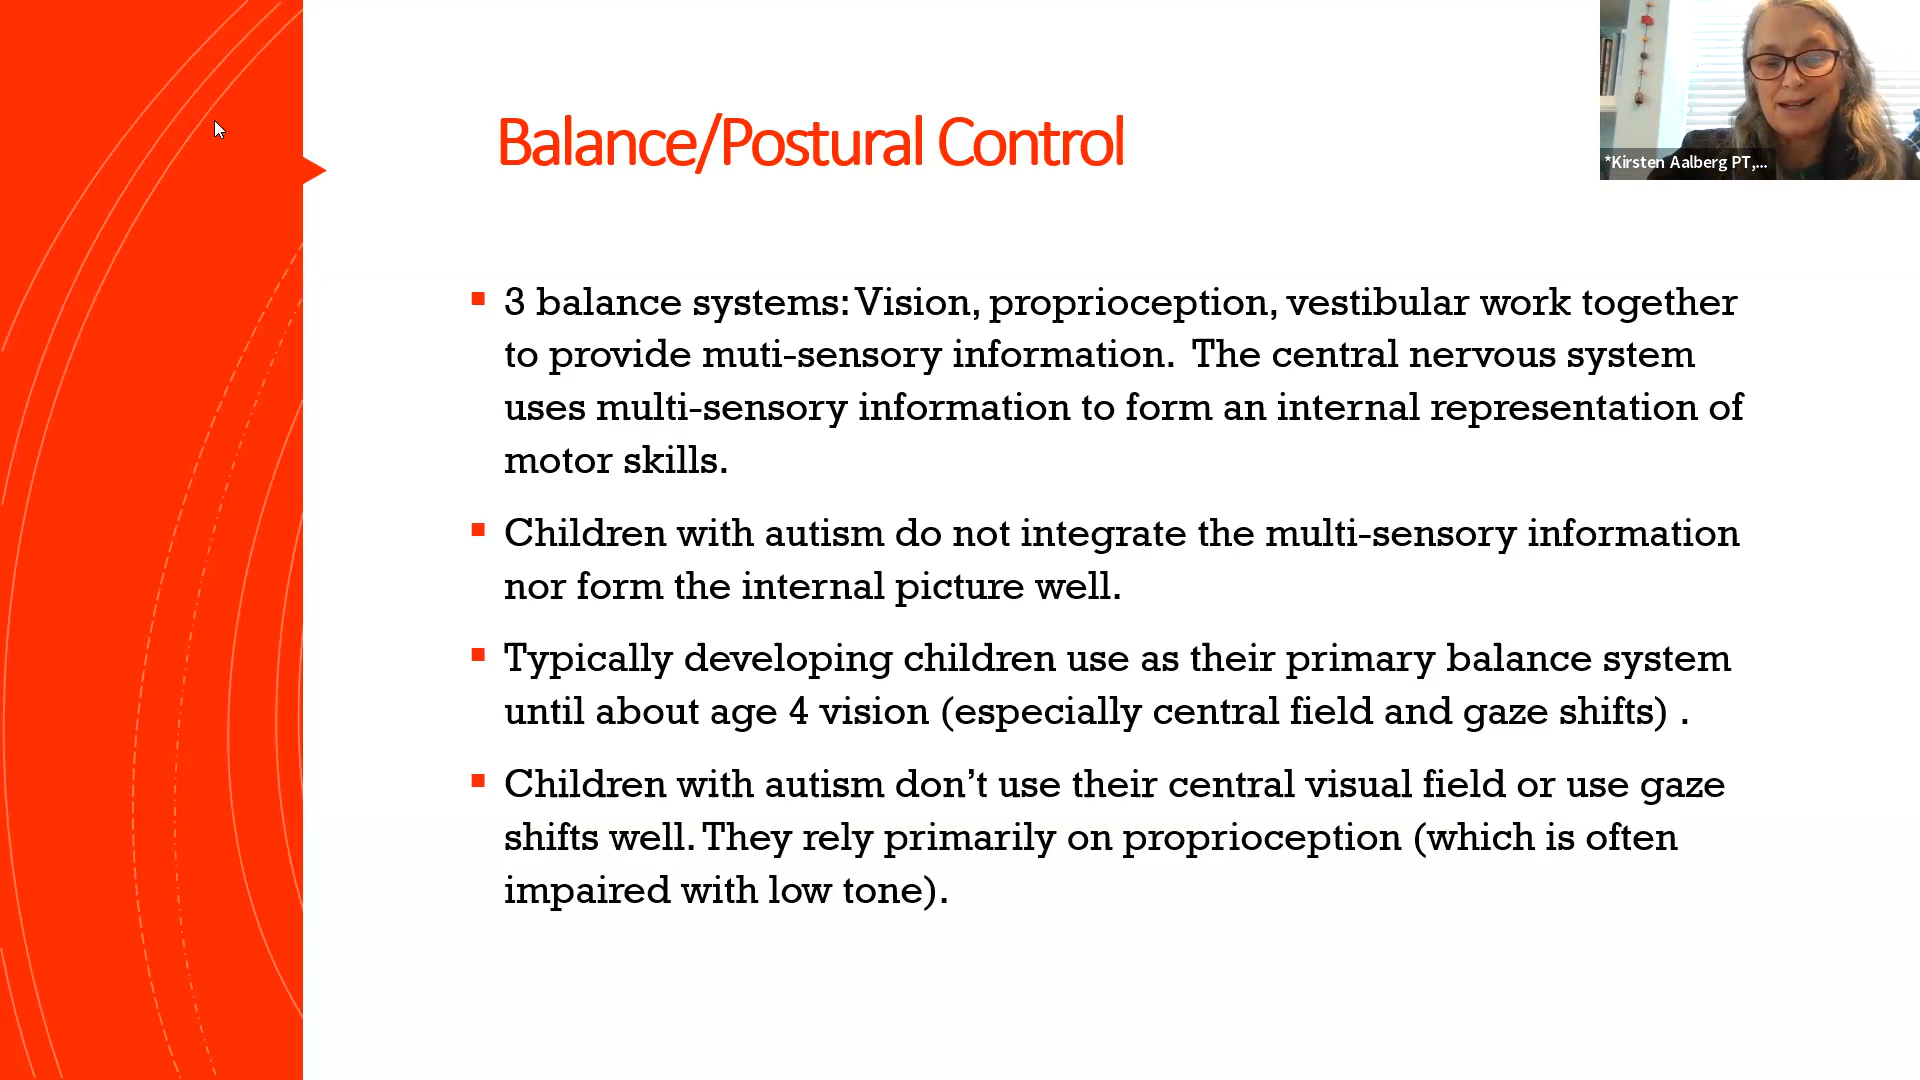 Balance/Postural Control
*Kirsten Aalberg PT,...
3 balance systems: Vision, proprioception, vestibular work together
to provide muti-sensory information. The central nervous system
uses multi-sensory information to form an internal representation of
motor skills.
Children with autism do not integrate the multi-sensory information
nor form the internal picture well.
Typically developing children use as their primary balance system
until about age 4 vision (especially central field and gaze shifts) .
Children with autism don’t use their central visual field or use gaze
shifts well. They rely primarily on proprioception (which is often
impaired with low tone).